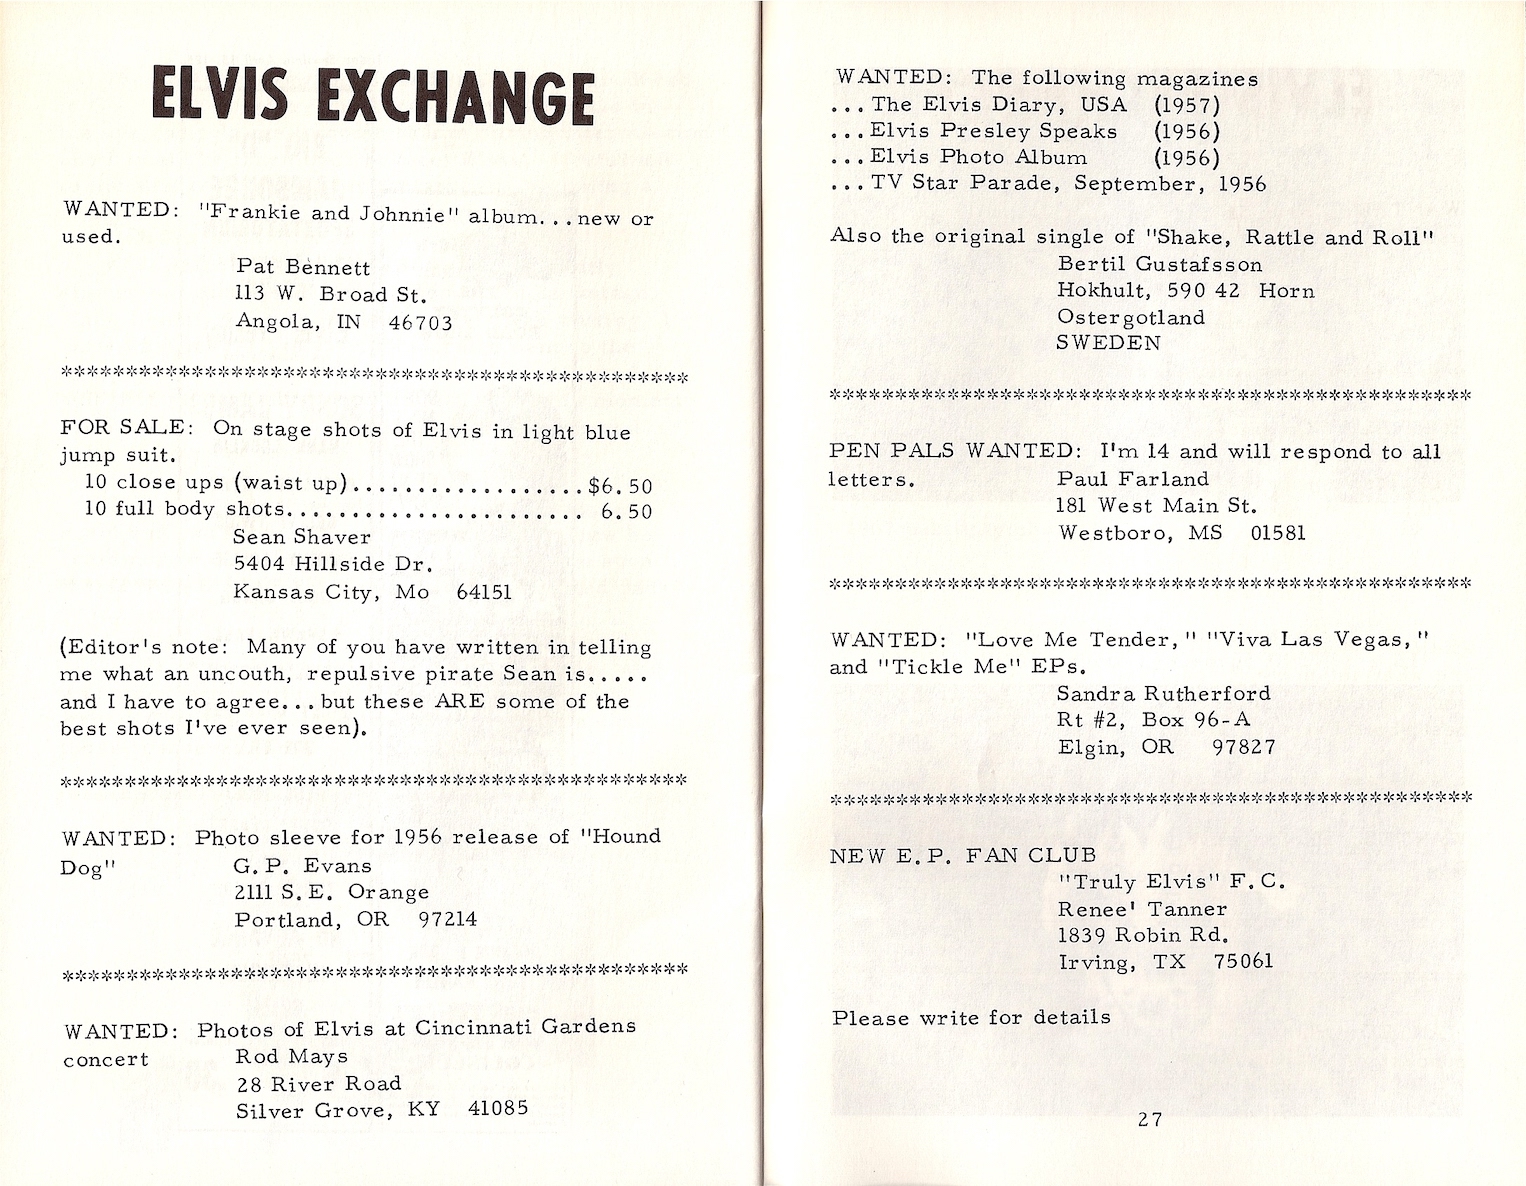 ELVIS EXCHANGE
WANTED: "Frankie and Johnnie" album...new or
used.
Pat Bennett
113 W. Broad St.
Angola, IN 46703
************************************************
FOR SALE: On stage shots of Elvis in light blue
jump suit.
10 close ups (waist up)..................$6.50
10 full body shots....................... 6.50
Sean Shaver
5404 Hillside Dr.
Kansas City, Mo 64151
(Editor's note: Many of you have written in telling
me what an uncouth, repulsive pirate Sean is.....
and I have to agree...but these ARE some of the
best shots I've ever seen).
************************************************
WANTED: Photo sleeve for 1956 release of "Hound
Dog" G.P. Evans
2111 S.E. Orange
Portland, OR 97214
************************************************
WANTED: Photos of Elvis at Cincinnati Gardens
concert Rod Mays
28 River Road
Silver Grove, KY 41085
WANTED: The following magazines
...The Elvis Diary, USA (1957)
...Elvis Presley Speaks (1956)
...Elvis Photo Album (1956)
...TV Star Parade, September, 1956
Also the original single of "Shake, Rattle and Roll"
Bertil Gustafsson
Hokhult, 590 42 Horn
Ostergotland
SWEDEN
*************************************************
PEN PALS WANTED: I'm 14 and will respond to all
letters. Paul Farland
181 West Main St.
Westboro, MS 01581
*************************************************
WANTED: "Love Me Tender," "Viva Las Vegas,"
and "Tickle Me" EPs.
Sandra Rutherford
Rt #2, Box 96-A
Elgin, OR 97827
*************************************************
NEW E.P. FAN CLUB
"Truly Elvis" F.C.
Renee' Tanner
1839 Robin Rd.
Irving, TX 75061
Please write for details
27